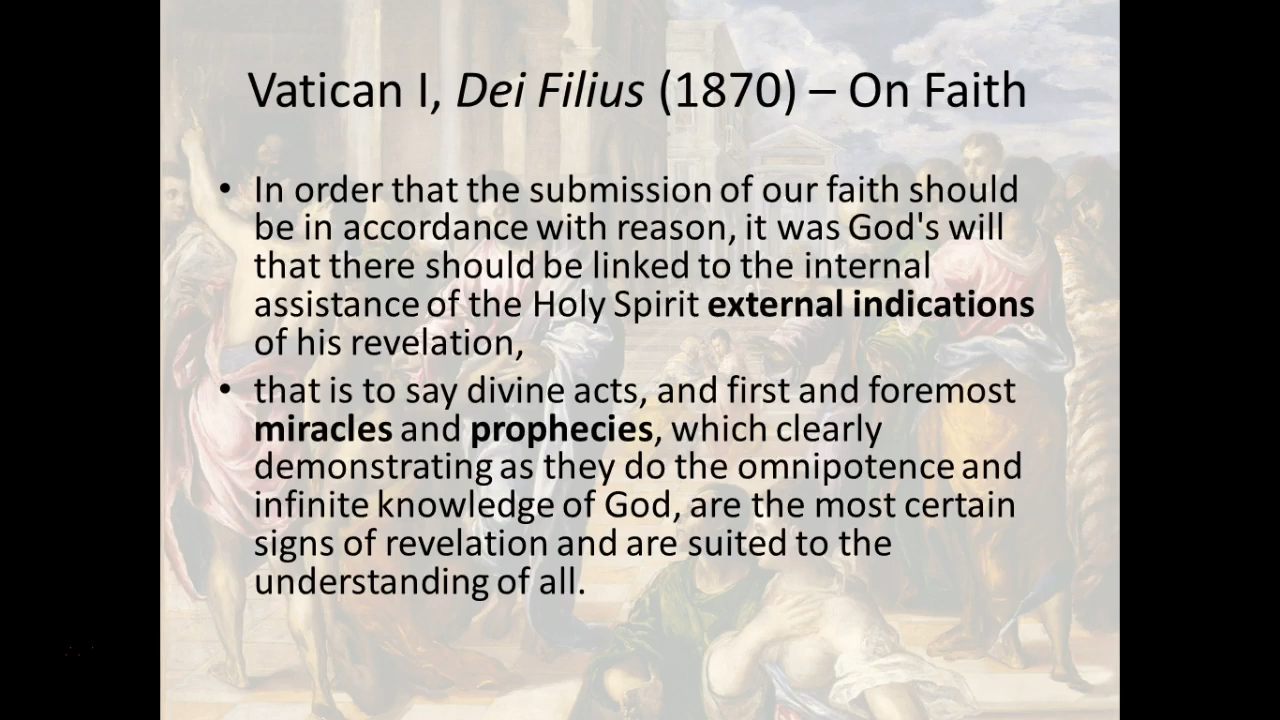 Vatican I, Dei Filius (1870) – On Faith
• In order that the submission of our faith should
be in accordance with reason, it was God's will
that there should be linked to the internal
assistance of the Holy Spirit external indications
of his revelation,
• that is to say divine acts, and first and foremost
miracles and prophecies, which clearly
demonstrating as they do the omnipotence and
infinite knowledge of God, are the most certain
signs of revelation and are suited to the
understanding of all.